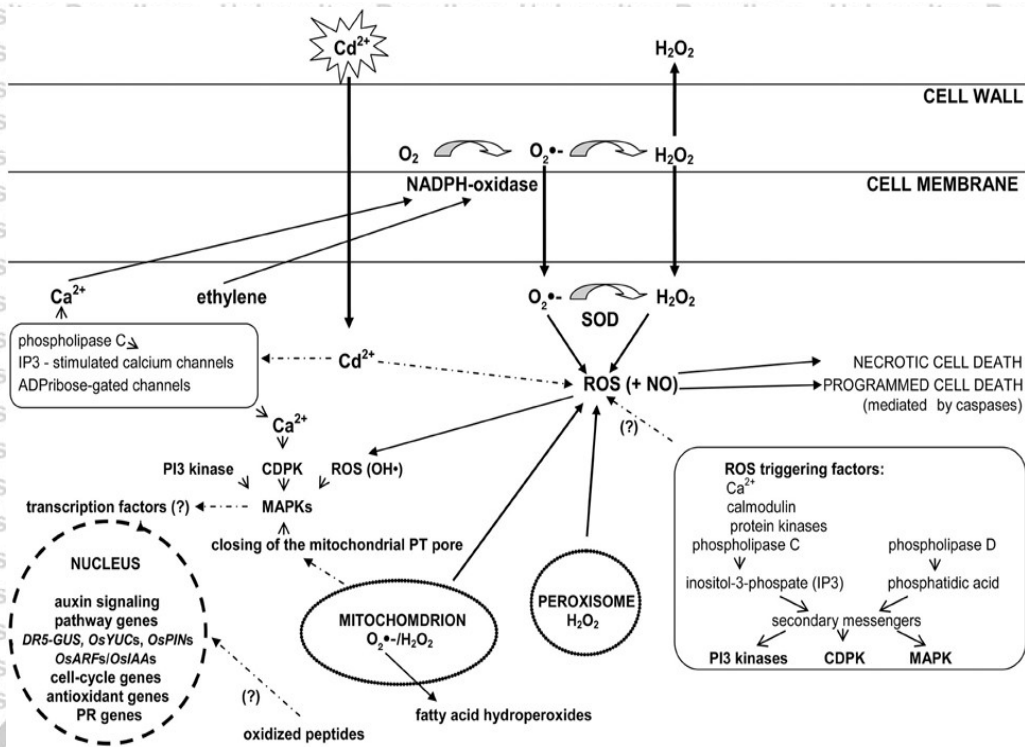 Cd2+
H2O2
CELL WALL
O2 O2•- H2O2
NADPH-oxidase
CELL MEMBRANE
Ca2+
ethylene
O2•- H2O2
SOD
phospholipase C
IP3 - stimulated calcium channels
ADPribose-gated channels
Cd2+
ROS (+ NO)
NECROTIC CELL DEATH
PROGRAMMED CELL DEATH
(mediated by caspases)
(?)
Ca2+
PI3 kinase CDPK ROS (OH•)
transcription factors (?) MAPKs
closing of the mitochondrial PT pore
ROS triggering factors:
Ca2+
calmodulin
protein kinases
phospholipase C phospholipase D
inositol-3-phospate (IP3) phosphatidic acid
secondary messengers
PI3 kinases CDPK MAPK
NUCLEUS
auxin signaling
pathway genes
DR5-GUS, OsYUCs, OsPINs
OsARFs/OsIAAs
cell-cycle genes
antioxidant genes
PR genes
MITOCHOMDRION
O2•-/H2O2
PEROXISOME
H2O2
(?)
fatty acid hydroperoxides
oxidized peptides